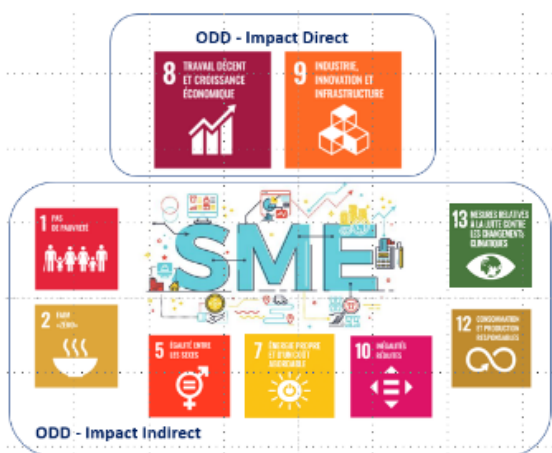 ODD - Impact Direct
8 TRAVAIL DÉCENT
ET CROISSANCE
ÉCONOMIQUE
9 INDUSTRIE,
INNOVATION ET
INFRASTRUCTURE
1 PAS
DE PAUVRETÉ
SME
13 MESURES RELATIVES
À LA LUTTE CONTRE
LES CHANGEMENTS
CLIMATIQUES
2 FAIM
«ZÉRO»
5 ÉGALITÉ ENTRE
LES SEXES
7 ÉNERGIE PROPRE
ET D'UN COÛT
ABORDABLE
10 INÉGALITÉS
RÉDUITES
12 CONSOMMATION
ET PRODUCTION
RESPONSABLES
ODD - Impact Indirect